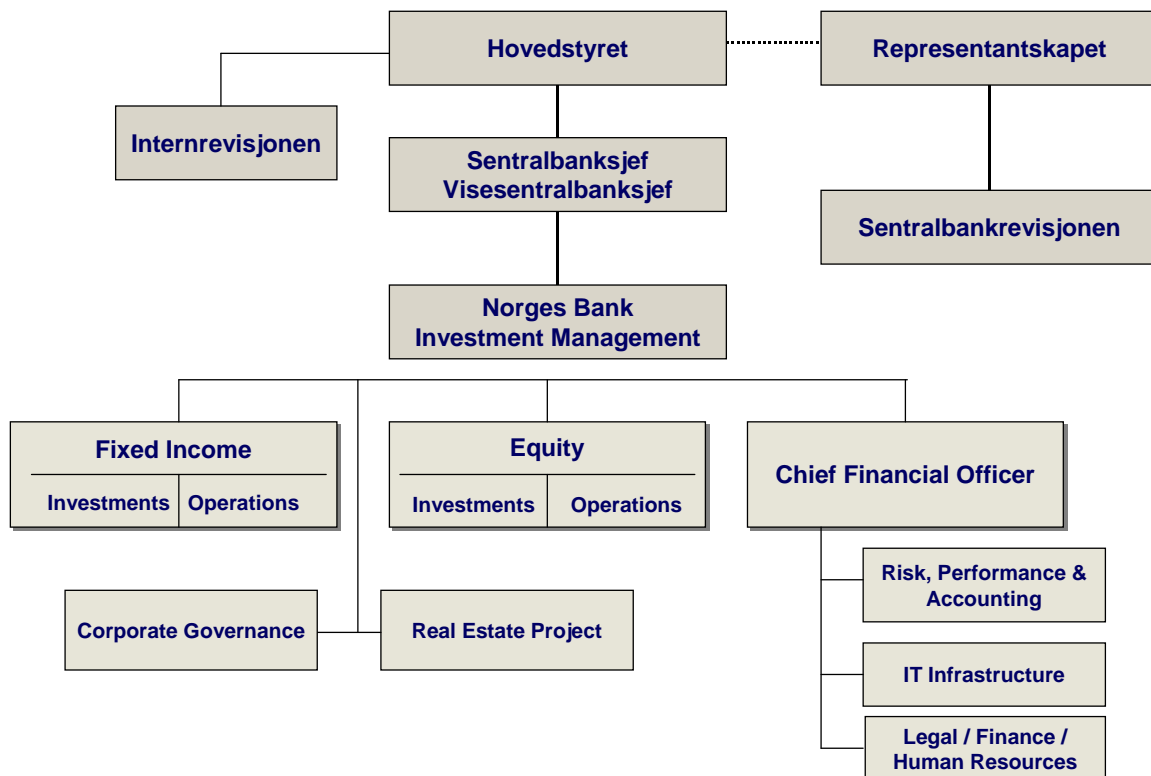 Hovedstyret
Representantskapet
Internrevisjonen
Sentralbanksjef
Visesentralbanksjef
Sentralbankrevisjonen
Norges Bank
Investment Management
Fixed Income
Investments
Operations
Equity
Investments
Operations
Chief Financial Officer
Corporate Governance
Real Estate Project
Risk, Performance &
Accounting
IT Infrastructure
Legal / Finance /
Human Resources